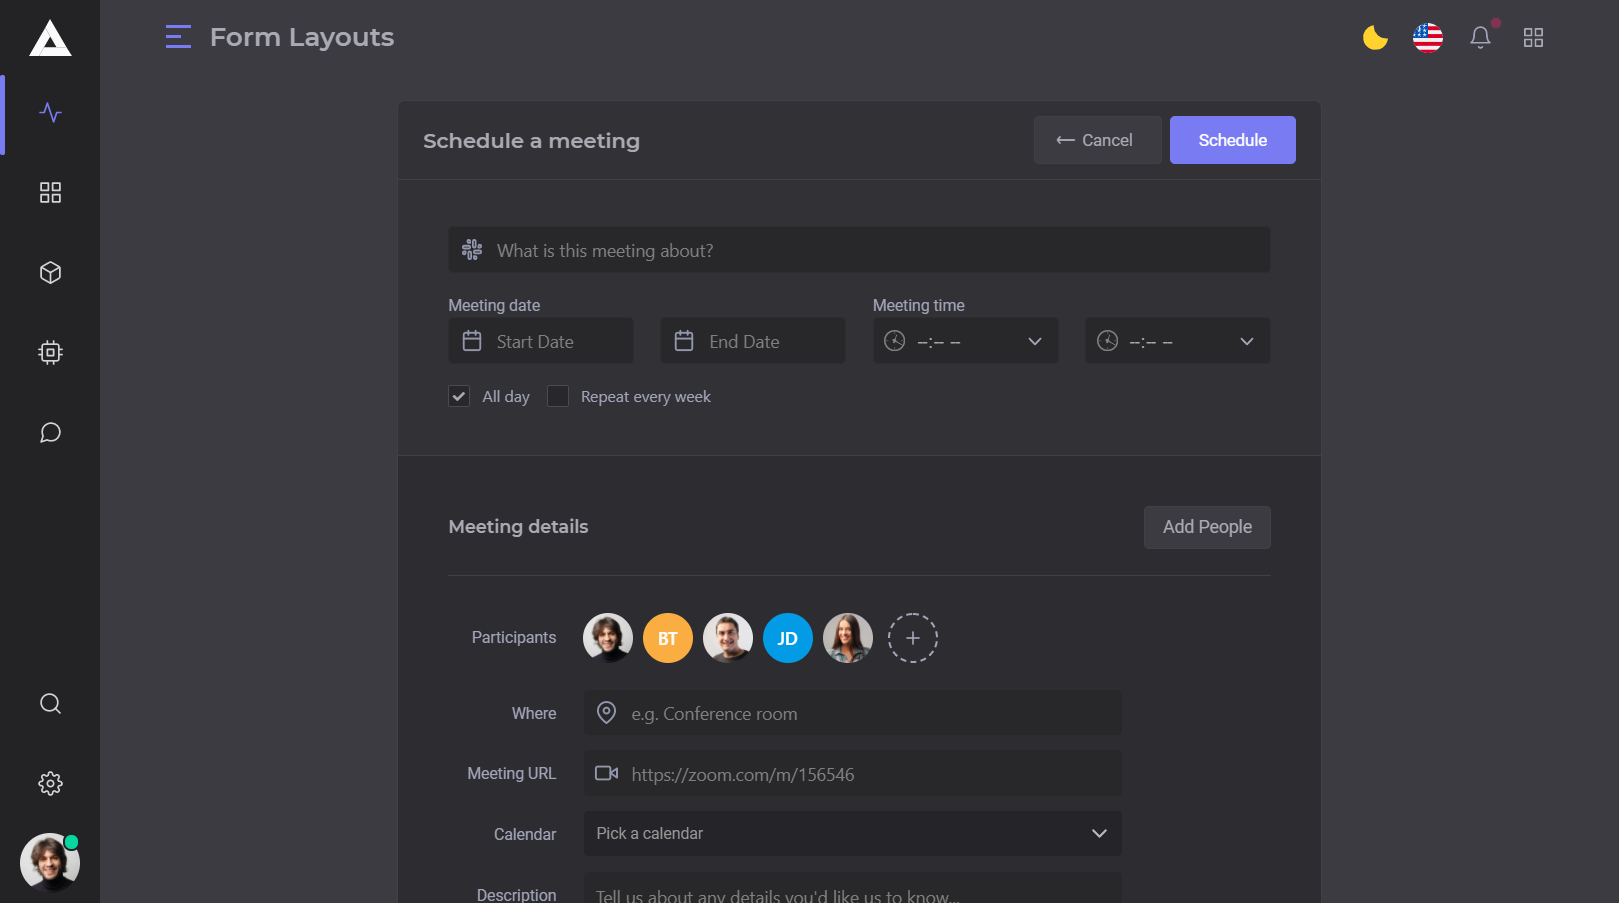 Form Layouts
Schedule a meeting
Cancel
Schedule
What is this meeting about?
Meeting date
Meeting time
Start Date
End Date
--:-- --
--:-- --
All day
Repeat every week
Meeting details
Add People
Participants
BT
JD
Where
e.g. Conference room
Meeting URL
https://zoom.com/m/156546
Calendar
Pick a calendar
Description
Tell us about any details you'd like us to know...